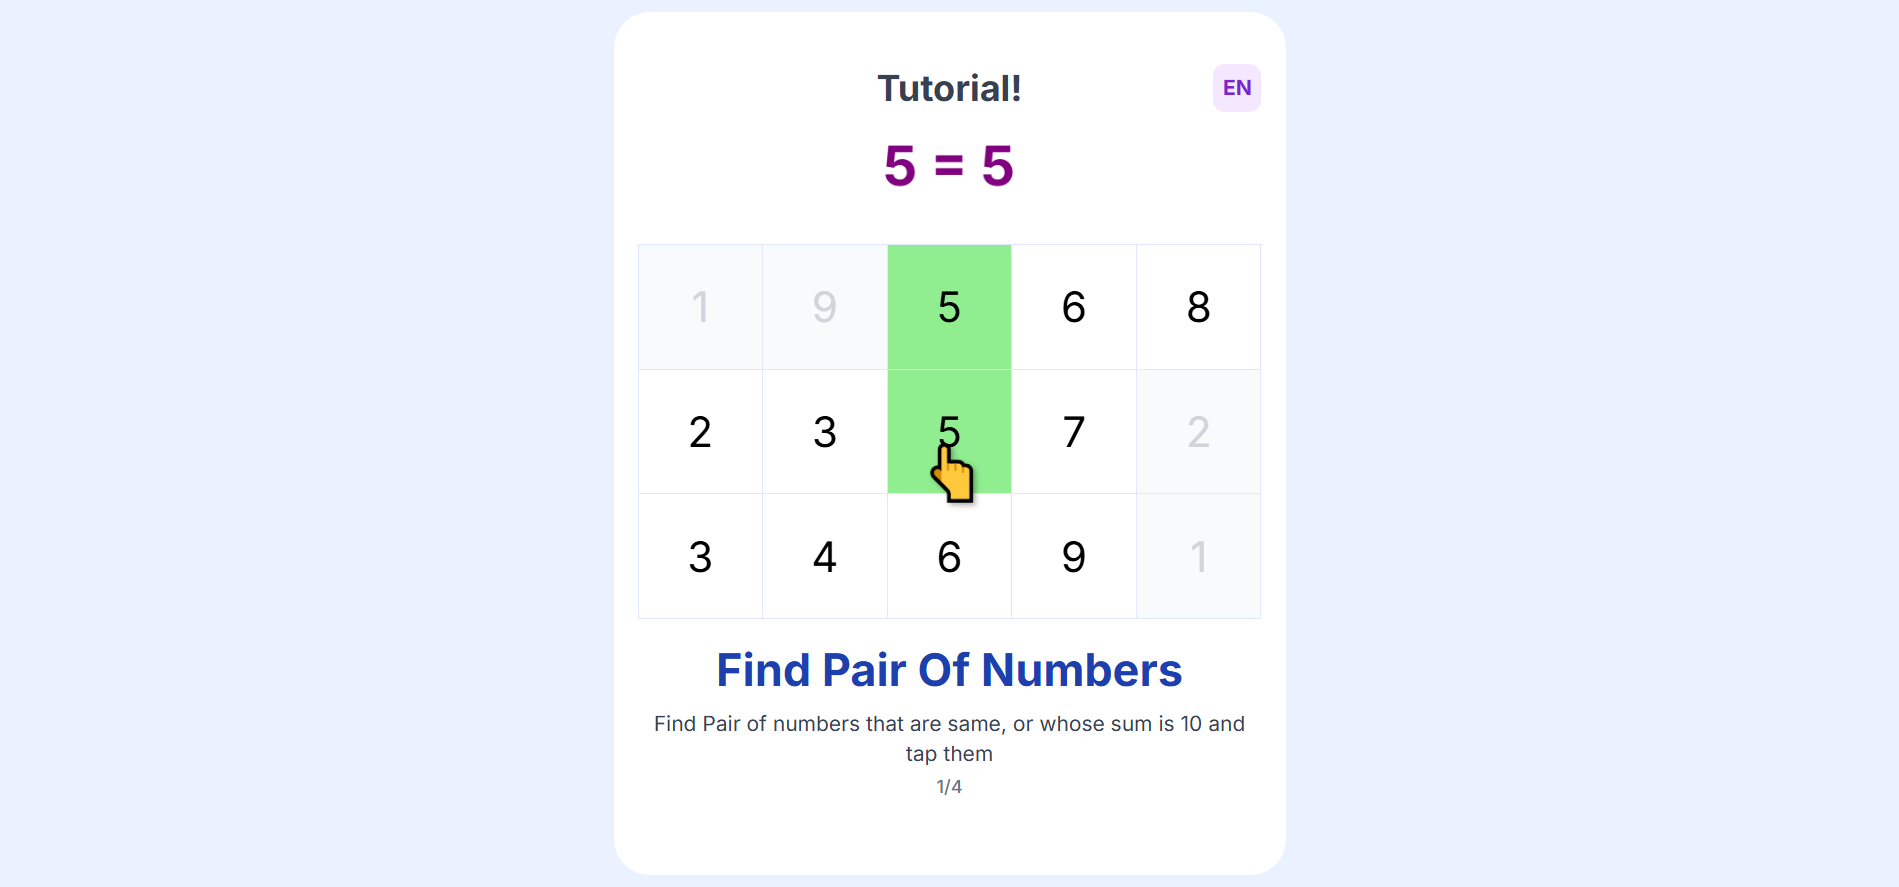 Tutorial!
EN
5 = 5
1 9 5 6 8
2 3 5 7 2
3 4 6 9 1
Find Pair Of Numbers
Find Pair of numbers that are same, or whose sum is 10 and
tap them
1/4